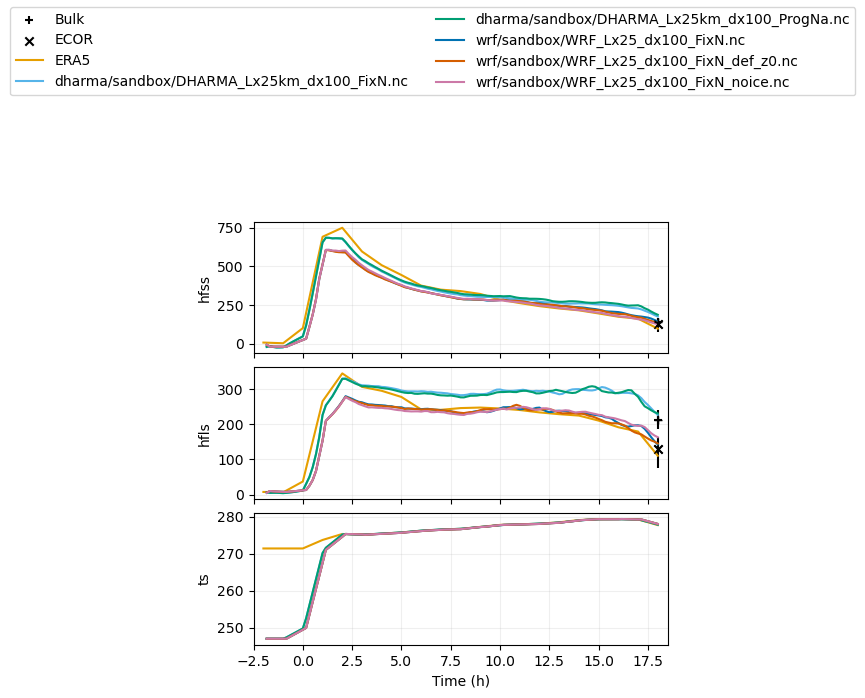 Bulk
ECOR
ERA5
dharma/sandbox/DHARMA_Lx25km_dx100_FixN.nc
dharma/sandbox/DHARMA_Lx25km_dx100_ProgNa.nc
wrf/sandbox/WRF_Lx25_dx100_FixN.nc
wrf/sandbox/WRF_Lx25_dx100_FixN_def_z0.nc
wrf/sandbox/WRF_Lx25_dx100_FixN_noice.nc
750
500
250
0
hfss
300
200
100
0
hfls
280
270
260
250
ts
−2.5 0.0 2.5 5.0 7.5 10.0 12.5 15.0 17.5
Time (h)